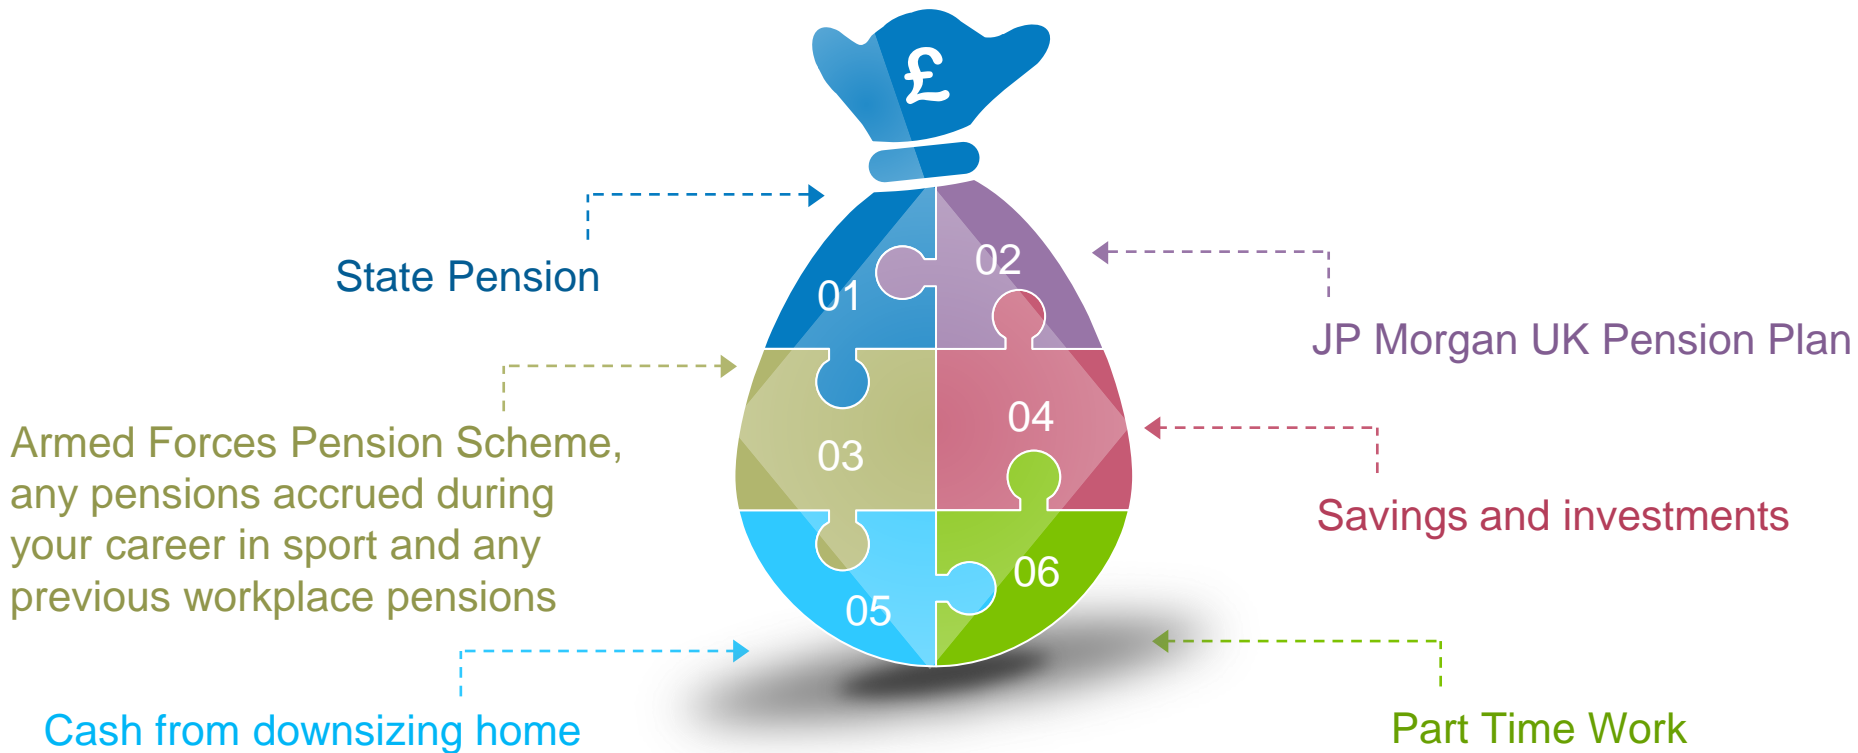 £
State Pension
01
02
JP Morgan UK Pension Plan
Armed Forces Pension Scheme,
any pensions accrued during
your career in sport and any
previous workplace pensions
03
04
Savings and investments
05
06
Cash from downsizing home
Part Time Work